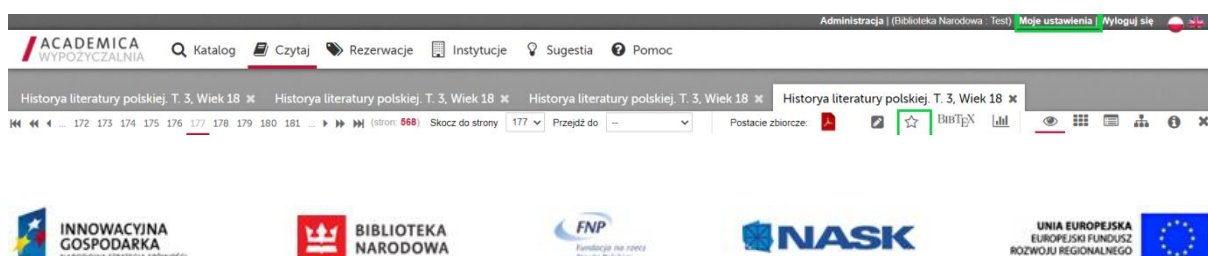 Administracja | (Biblioteka Narodowa : Test) Moje ustawienia | Wyloguj się
ACADEMICA
WYPOŻYCZALNIA
Katalog Czytaj Rezerwacje Instytucje Sugestia Pomoc
Historya literatury polskiej. T. 3, Wiek 18 × Historya literatury polskiej. T. 3, Wiek 18 × Historya literatury polskiej. T. 3, Wiek 18 × Historya literatury polskiej. T. 3, Wiek 18 ×
... 172 173 174 175 176 177 178 179 180 181 ... (stron: 568) Skocz do strony 177 Przejdź do -- Postacie zbiorcze: BIBTEX
INNOWACYJNA
GOSPODARKA
BIBLIOTEKA
NARODOWA
FNP
Fundacja na rzecz
NASK
UNIA EUROPEJSKA
EUROPEJSKI FUNDUSZ
ROZWOJU REGIONALNEGO